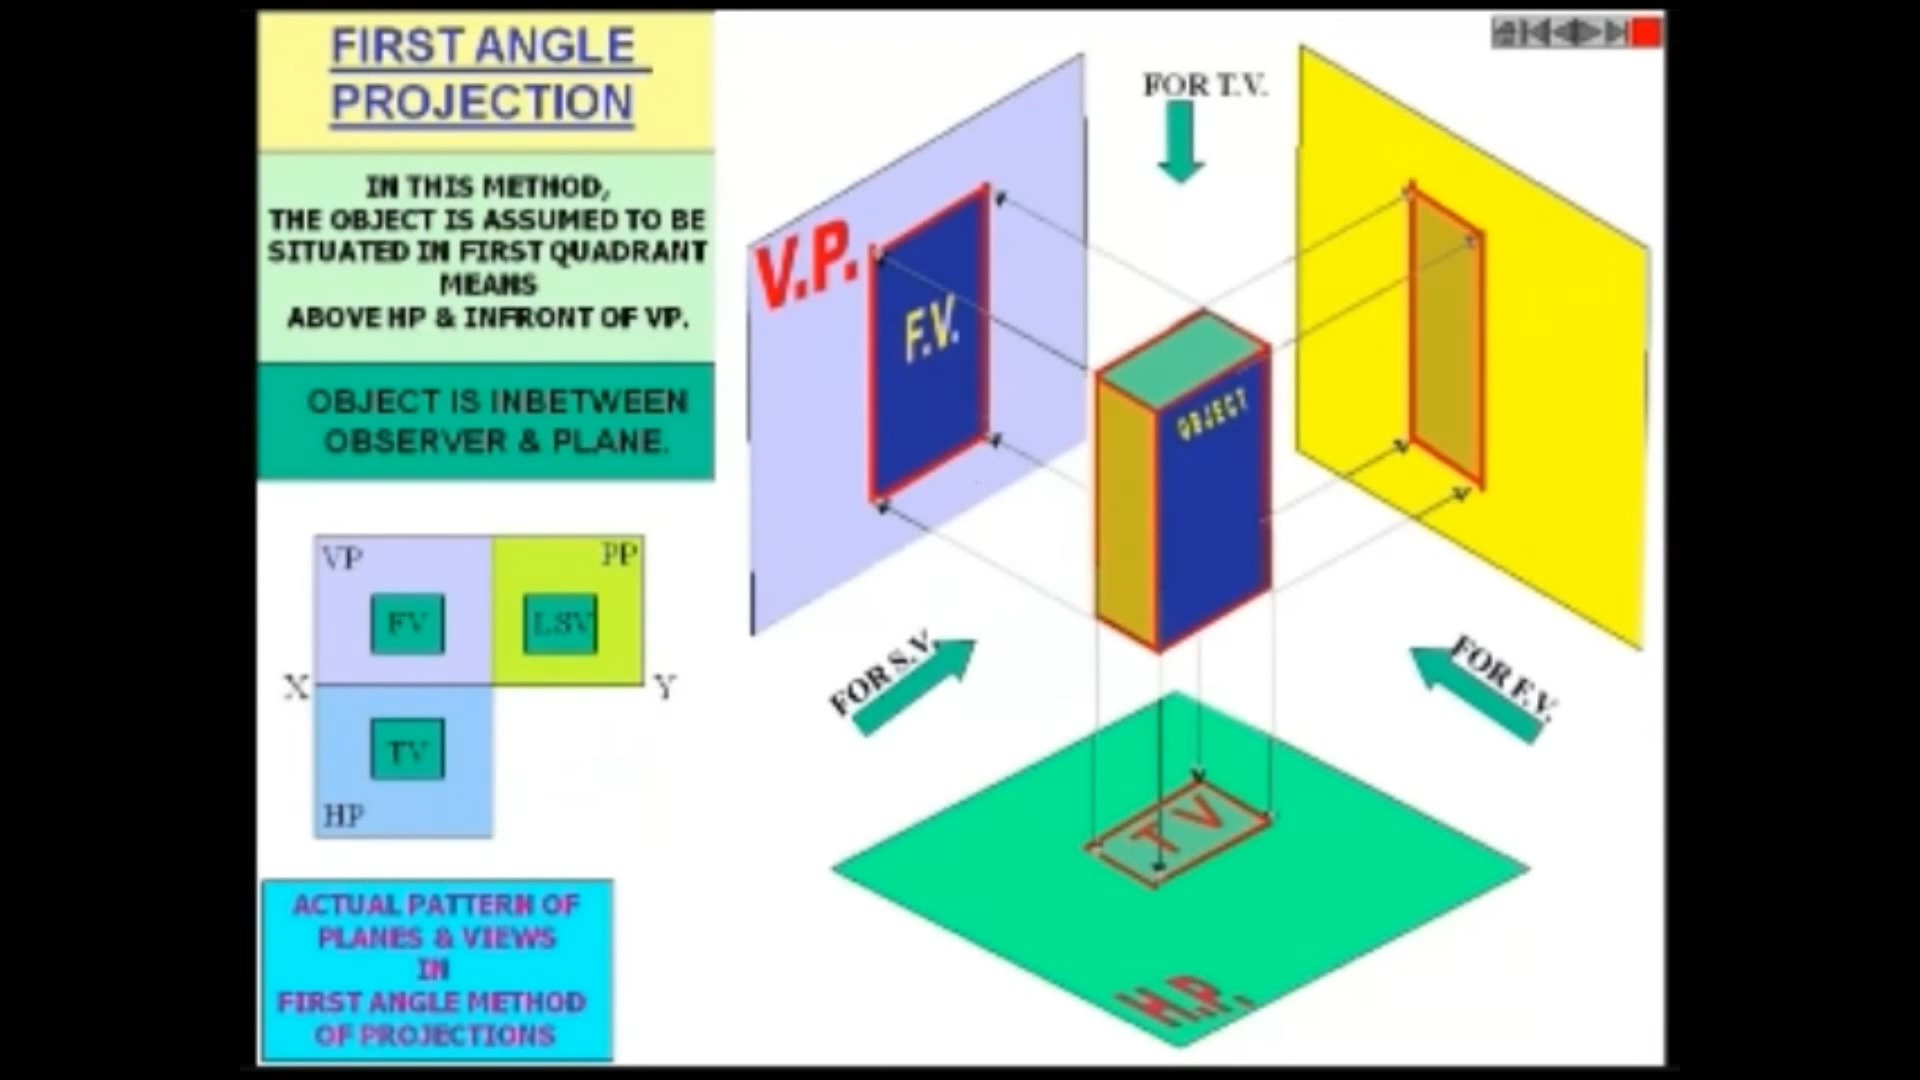 FIRST ANGLE
PROJECTION
IN THIS METHOD,
THE OBJECT IS ASSUMED TO BE
SITUATED IN FIRST QUADRANT
MEANS
ABOVE HP & INFRONT OF VP.
OBJECT IS INBETWEEN
OBSERVER & PLANE.
VP
PP
FV
LSV
X
Y
TV
HP
ACTUAL PATTERN OF
PLANES & VIEWS
IN
FIRST ANGLE METHOD
OF PROJECTIONS
FOR T.V.
V.P.
F.V.
OBJECT
FOR S.V.
FOR F.V.
T V
H.P.